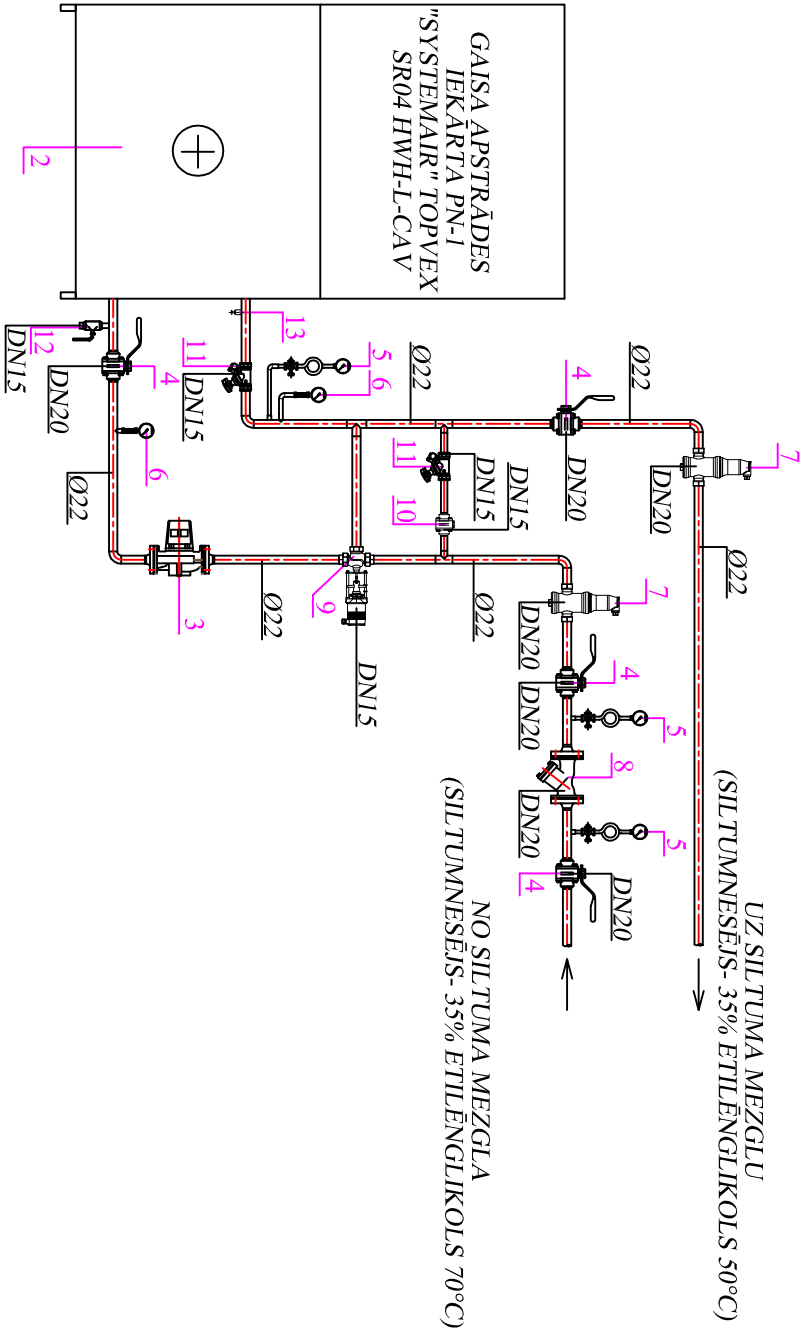 GAISA APSTRĀDES
IEKĀRTA PN-1
"SYSTEMAIR" TOPVEX
SR04 HWH-L-CAV
2
UZ SILTUMA MEZGLU
(SILTUMNESĒJS- 35% ETILĒNGLIKOLS 50°C)
NO SILTUMA MEZGLA
(SILTUMNESĒJS- 35% ETILĒNGLIKOLS 70°C)
7
DN20
Ø22
Ø22
4
DN20
Ø22
5
6
13
11
DN15
11
DN15
10
DN15
7
DN20
4
DN20
5
8
DN20
5
4
DN20
Ø22
9
DN15
Ø22
3
6
Ø22
4
DN20
12
DN15